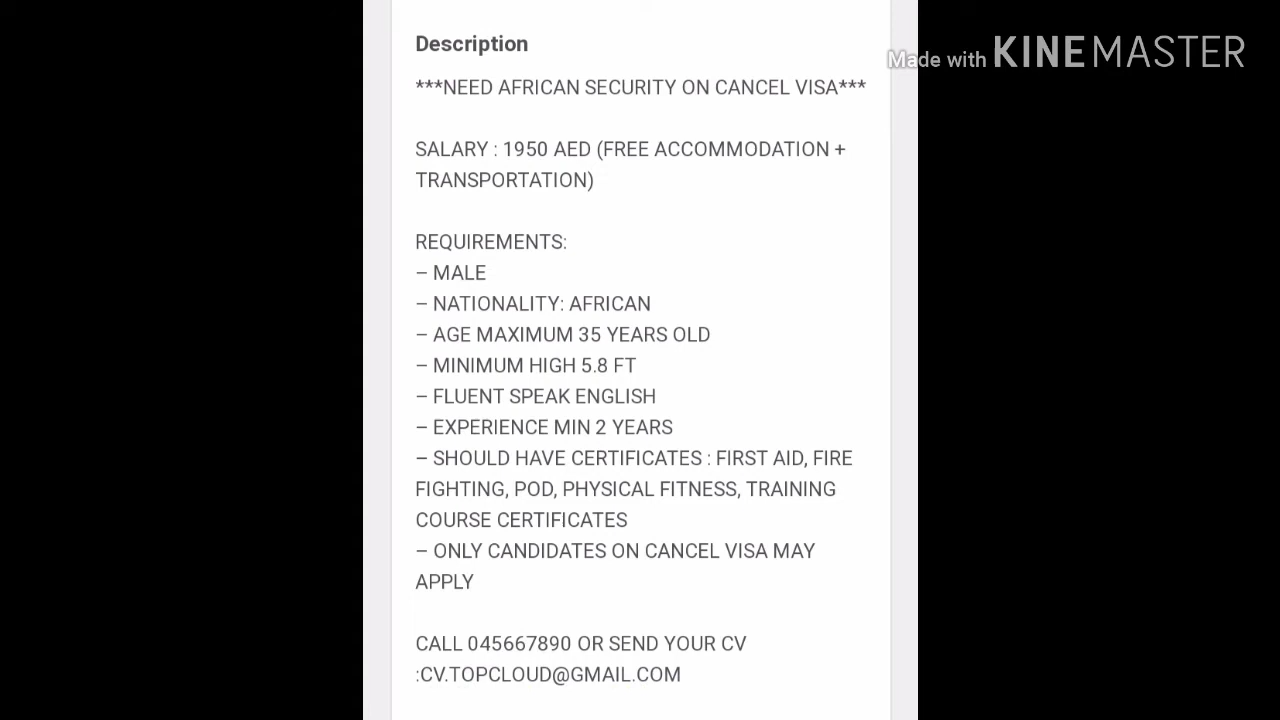 Description
Made with KINEMASTER
***NEED AFRICAN SECURITY ON CANCEL VISA***
SALARY : 1950 AED (FREE ACCOMMODATION +
TRANSPORTATION)
REQUIREMENTS:
– MALE
– NATIONALITY: AFRICAN
– AGE MAXIMUM 35 YEARS OLD
– MINIMUM HIGH 5.8 FT
– FLUENT SPEAK ENGLISH
– EXPERIENCE MIN 2 YEARS
– SHOULD HAVE CERTIFICATES : FIRST AID, FIRE
FIGHTING, POD, PHYSICAL FITNESS, TRAINING
COURSE CERTIFICATES
– ONLY CANDIDATES ON CANCEL VISA MAY
APPLY
CALL 045667890 OR SEND YOUR CV
:CV.TOPCLOUD@GMAIL.COM